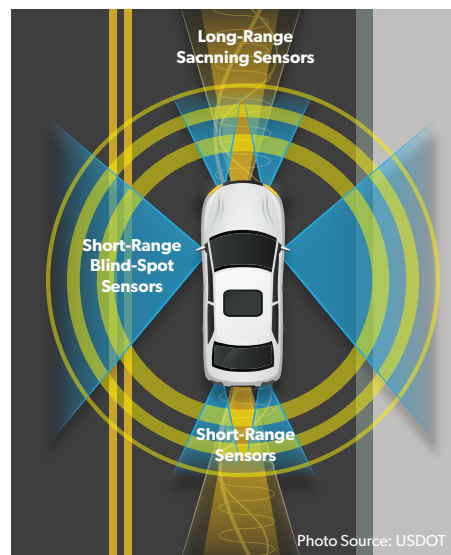 Long-Range
Sacnning Sensors
Short-Range
Blind-Spot
Sensors
Short-Range
Sensors
Photo Source: USDOT